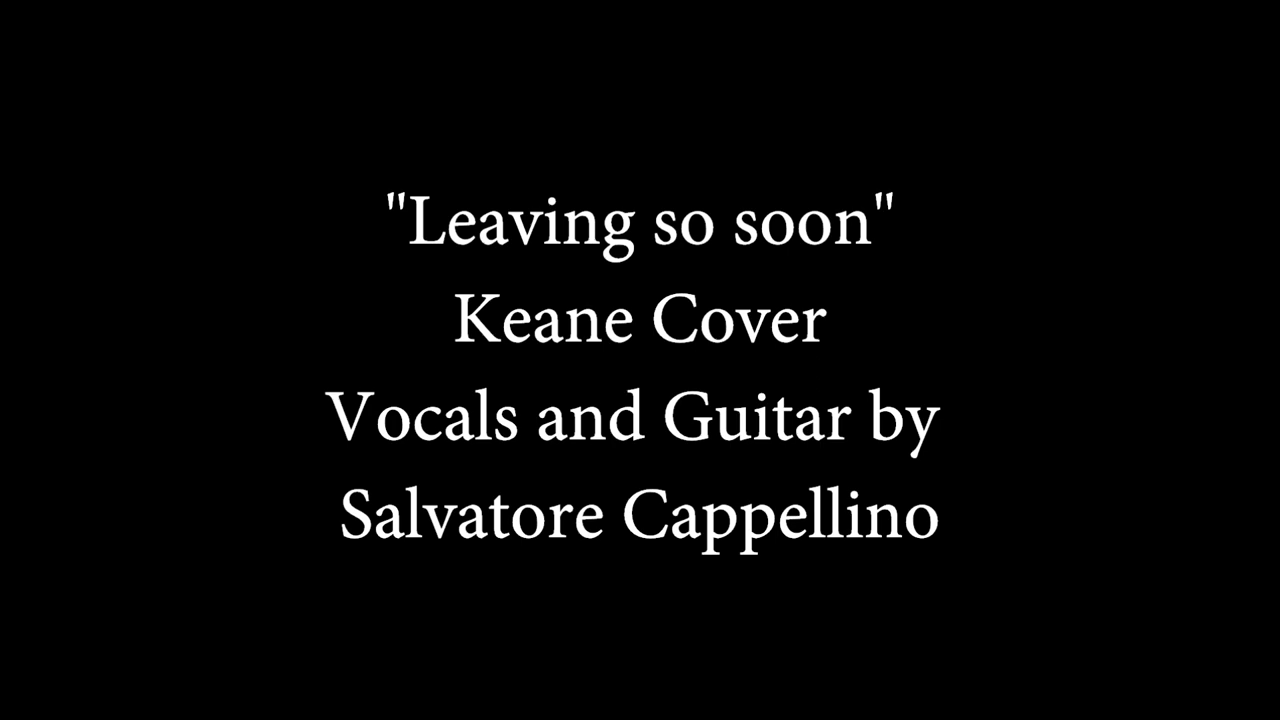 "Leaving so soon"
Keane Cover
Vocals and Guitar by
Salvatore Cappellino